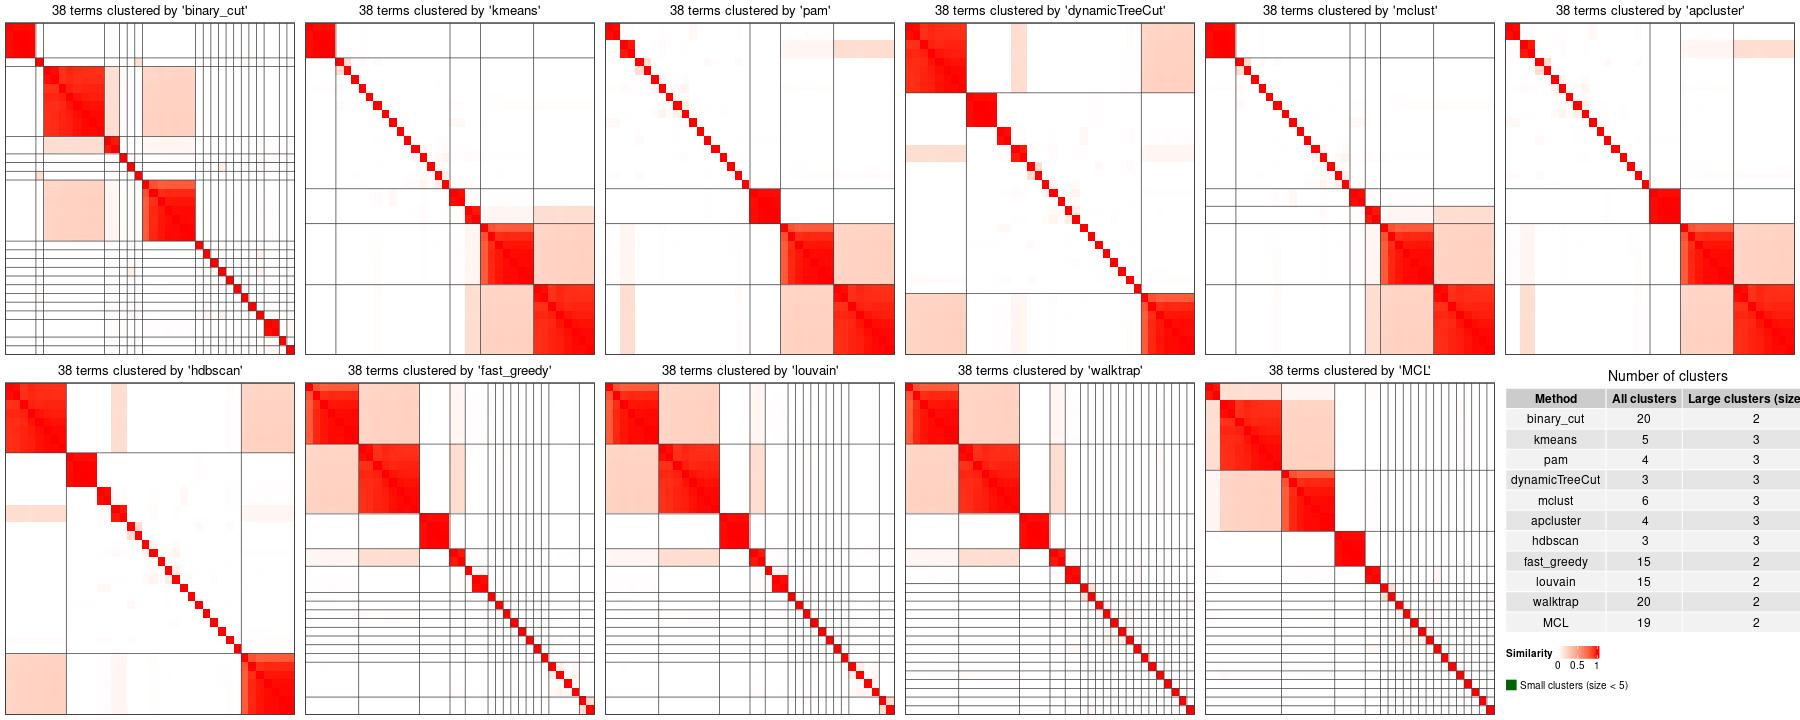 38 terms clustered by 'binary_cut'
38 terms clustered by 'kmeans'
38 terms clustered by 'pam'
38 terms clustered by 'dynamicTreeCut'
38 terms clustered by 'mclust'
38 terms clustered by 'apcluster'
38 terms clustered by 'hdbscan'
38 terms clustered by 'fast_greedy'
38 terms clustered by 'louvain'
38 terms clustered by 'walktrap'
38 terms clustered by 'MCL'
Number of clusters
Method All clusters Large clusters (size
binary_cut 20 2
kmeans 5 3
pam 4 3
dynamicTreeCut 3 3
mclust 6 3
apcluster 4 3
hdbscan 3 3
fast_greedy 15 2
louvain 15 2
walktrap 20 2
MCL 19 2
Similarity
0 0.5 1
Small clusters (size < 5)